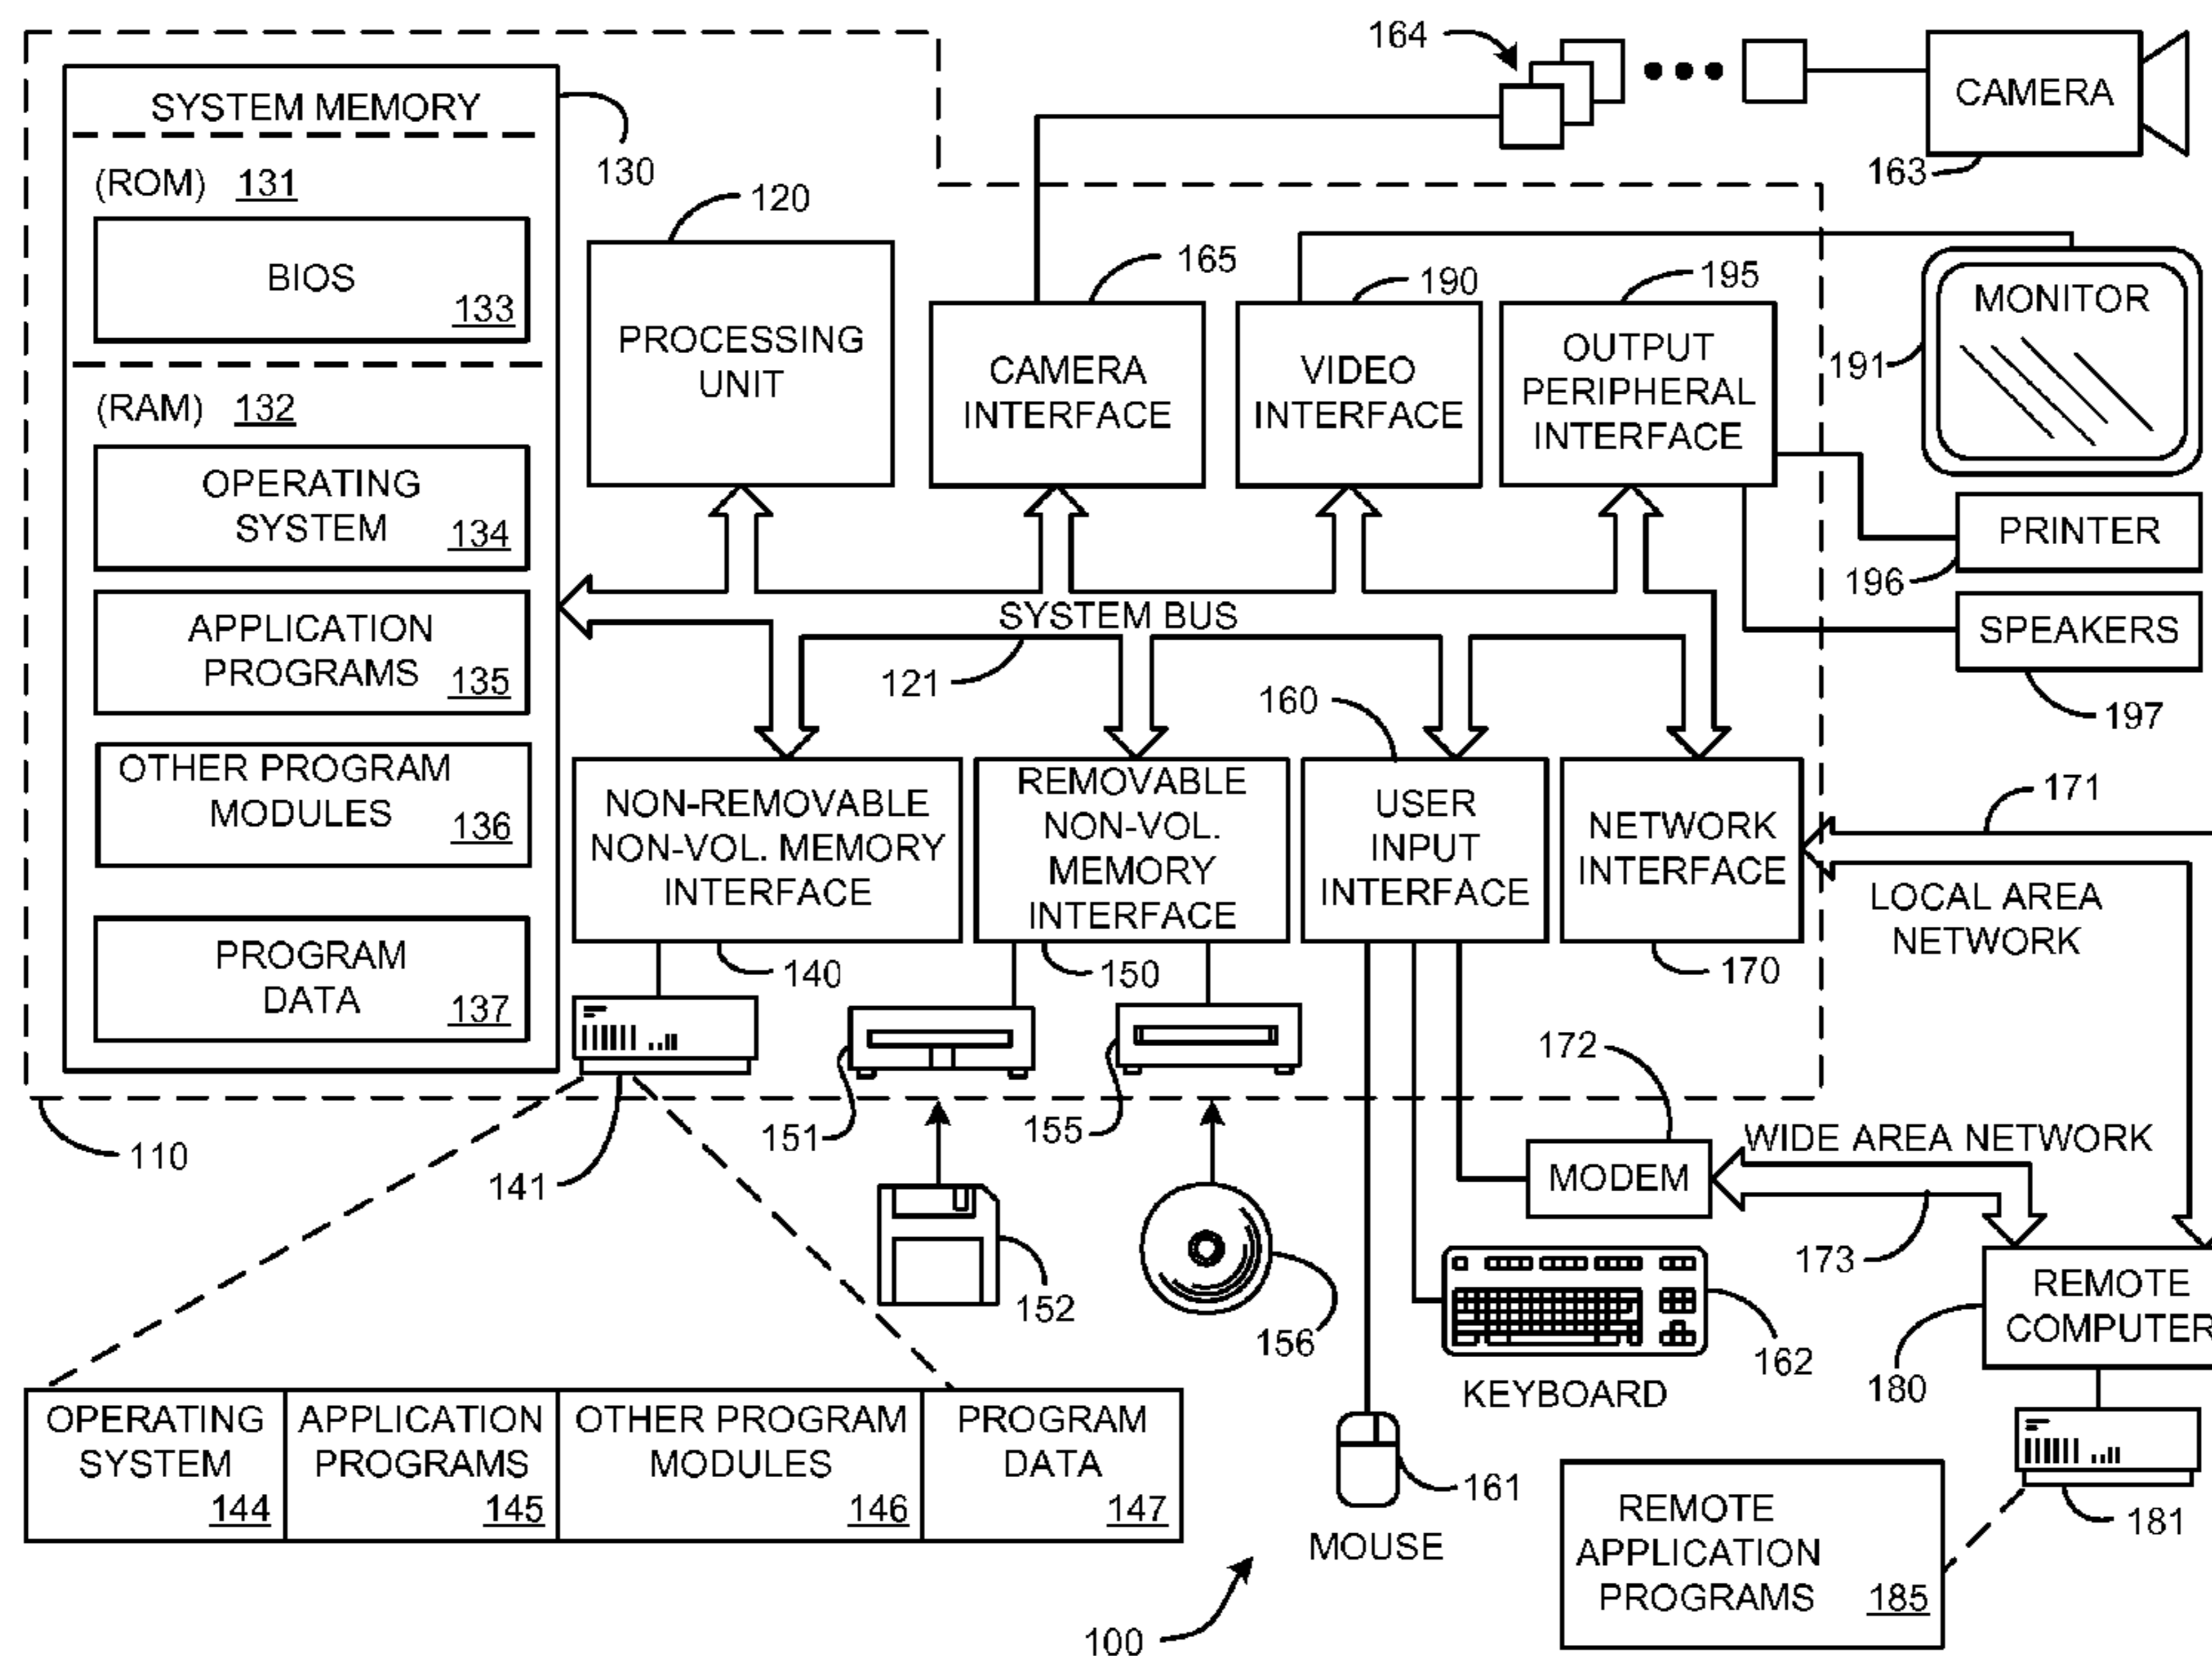 SYSTEM MEMORY
130
(ROM) 131
BIOS
133
(RAM) 132
OPERATING
SYSTEM
134
APPLICATION
PROGRAMS
135
OTHER PROGRAM
MODULES
136
PROGRAM
DATA
137
120
PROCESSING
UNIT
165
CAMERA
INTERFACE
190
VIDEO
INTERFACE
195
OUTPUT
PERIPHERAL
INTERFACE
164
CAMERA
163
MONITOR
191
PRINTER
196
SPEAKERS
197
SYSTEM BUS
121
NON-REMOVABLE
NON-VOL. MEMORY
INTERFACE
140
REMOVABLE
NON-VOL.
MEMORY
INTERFACE
150
160
USER
INPUT
INTERFACE
NETWORK
INTERFACE
170
171
LOCAL AREA
NETWORK
110
141
151
155
152
156
172
MODEM
WIDE AREA NETWORK
173
162
KEYBOARD
161
MOUSE
REMOTE
COMPUTER
180
181
OPERATING
SYSTEM
144
APPLICATION
PROGRAMS
145
OTHER PROGRAM
MODULES
146
PROGRAM
DATA
147
REMOTE
APPLICATION
PROGRAMS
185
100